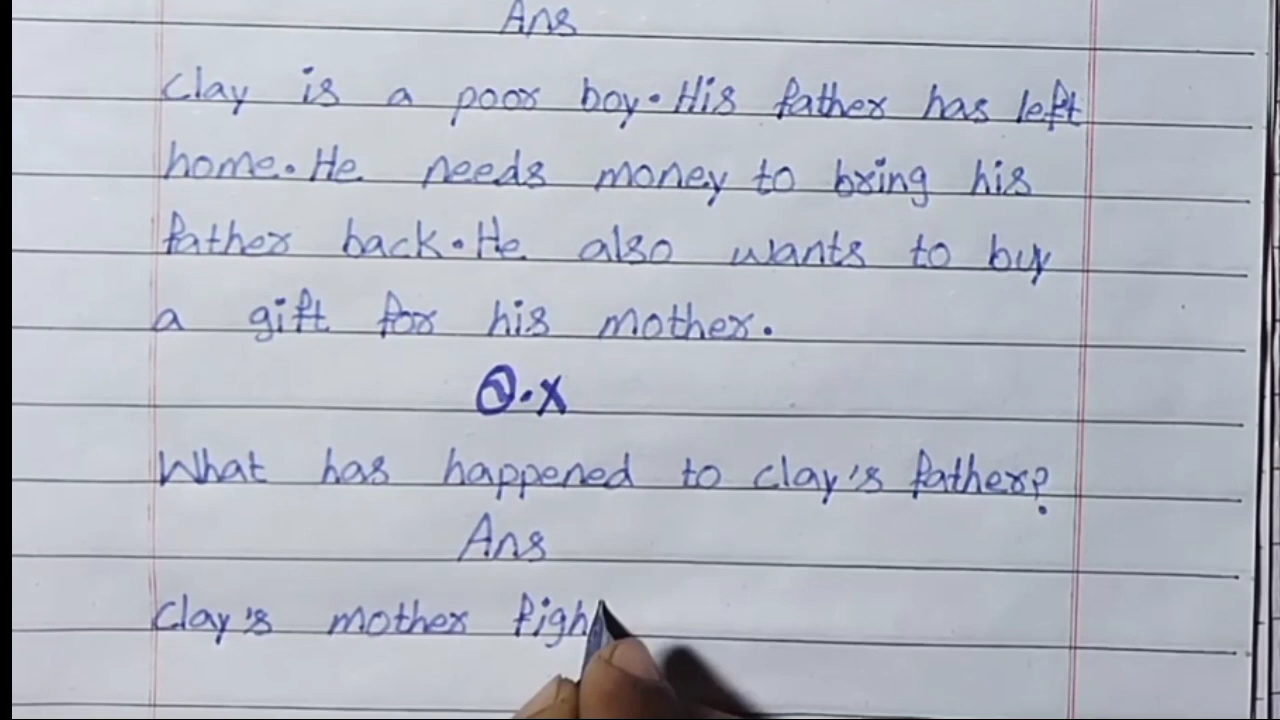 Ans
Clay is a poor boy. His father has left
home. He needs money to bring his
father back. He also wants to buy
a gift for his mother.
Q.X
What has happened to Clay's father?
Ans
Clay's mother figh